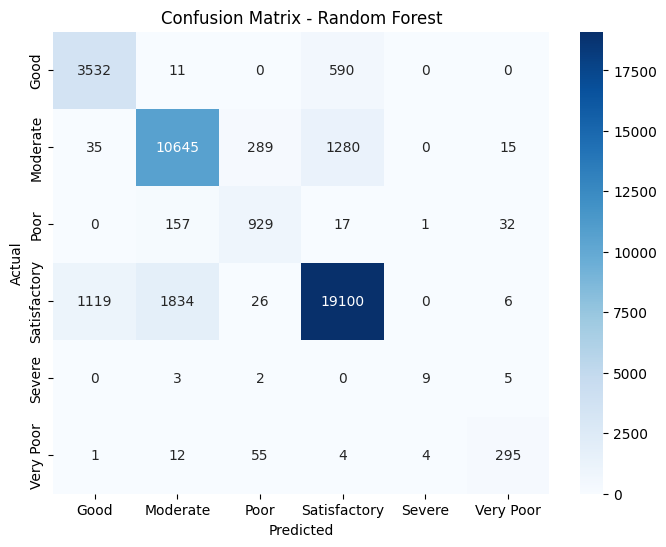 Confusion Matrix - Random Forest
Good 3532 11 0 590 0 0
Moderate 35 10645 289 1280 0 15
Poor 0 157 929 17 1 32
Satisfactory 1119 1834 26 19100 0 6
Severe 0 3 2 0 9 5
Very Poor 1 12 55 4 4 295
Good Moderate Poor Satisfactory Severe Very Poor
Predicted
Actual
17500
15000
12500
10000
7500
5000
2500
0